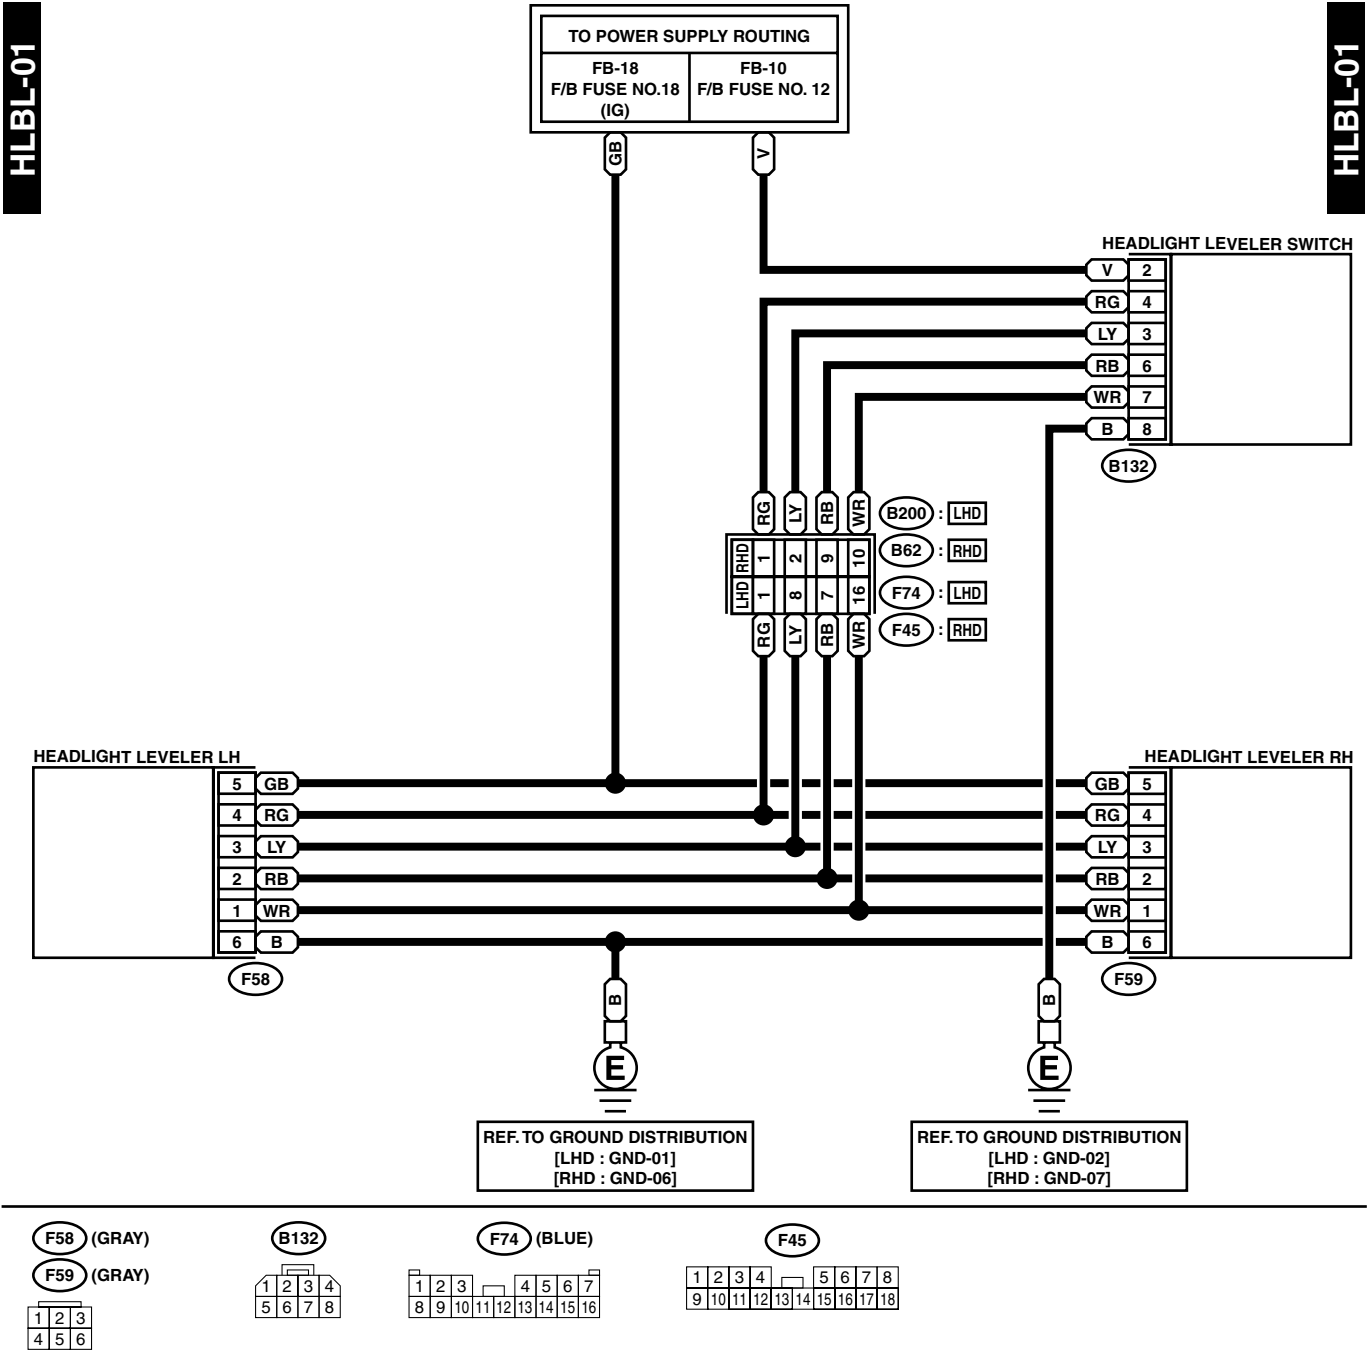 HLBL-01
HLBL-01
TO POWER SUPPLY ROUTING
FB-18
F/B FUSE NO.18
(IG)
FB-10
F/B FUSE NO. 12
GB
V
HEADLIGHT LEVELER SWITCH
V 2
RG 4
LY 3
RB 6
WR 7
B 8
B132
RG LY RB WR
RHD 1 2 9 10
LHD 1 8 7 16
RG LY RB WR
B200 : LHD
B62 : RHD
F74 : LHD
F45 : RHD
HEADLIGHT LEVELER LH
5 GB
4 RG
3 LY
2 RB
1 WR
6 B
F58
HEADLIGHT LEVELER RH
GB 5
RG 4
LY 3
RB 2
WR 1
B 6
F59
B
E
B
E
REF. TO GROUND DISTRIBUTION
[LHD : GND-01]
[RHD : GND-06]
REF. TO GROUND DISTRIBUTION
[LHD : GND-02]
[RHD : GND-07]
F58 (GRAY)
F59 (GRAY)
1 2 3
4 5 6
B132
1 2 3 4
5 6 7 8
F74 (BLUE)
1 2 3 4 5 6 7
8 9 10 11 12 13 14 15 16
F45
1 2 3 4 5 6 7 8
9 10 11 12 13 14 15 16 17 18